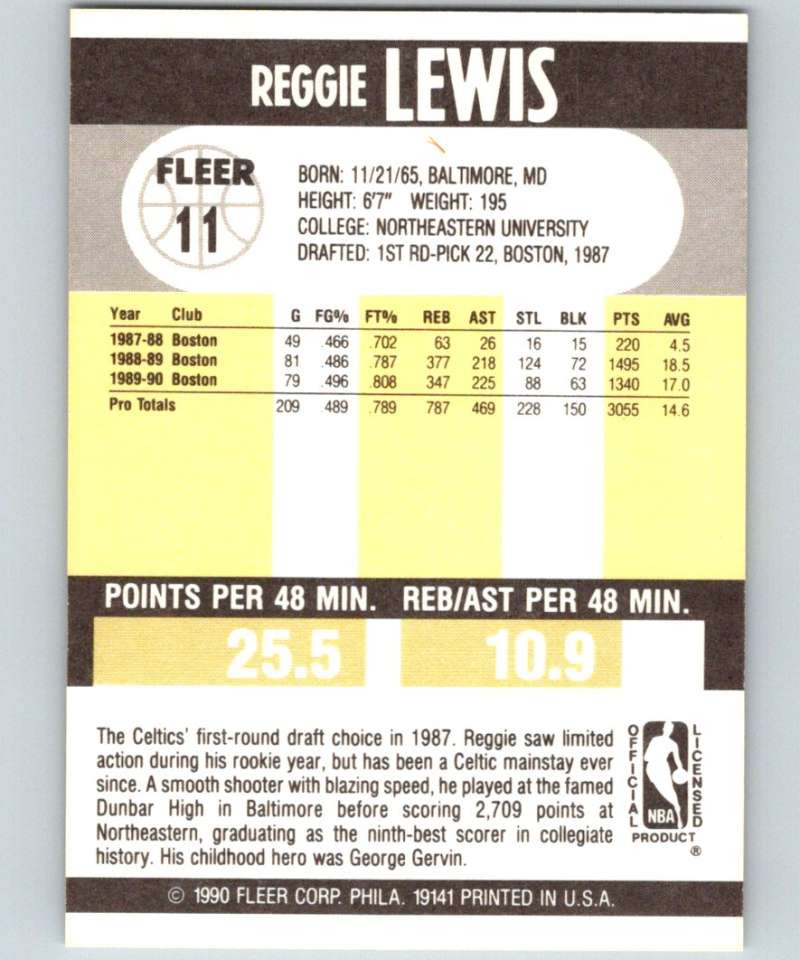 REGGIE LEWIS
FLEER
11
BORN: 11/21/65, BALTIMORE, MD
HEIGHT: 6'7" WEIGHT: 195
COLLEGE: NORTHEASTERN UNIVERSITY
DRAFTED: 1ST RD-PICK 22, BOSTON, 1987
Year Club G FG% FT% REB AST STL BLK PTS AVG
1987-88 Boston 49 .466 .702 63 26 16 15 220 4.5
1988-89 Boston 81 .486 .787 377 218 124 72 1495 18.5
1989-90 Boston 79 .496 .808 347 225 88 63 1340 17.0
Pro Totals 209 .489 .789 787 469 228 150 3055 14.6
POINTS PER 48 MIN. REB/AST PER 48 MIN.
25.5 10.9
The Celtics' first-round draft choice in 1987. Reggie saw limited
action during his rookie year, but has been a Celtic mainstay ever
since. A smooth shooter with blazing speed, he played at the famed
Dunbar High in Baltimore before scoring 2,709 points at
Northeastern, graduating as the ninth-best scorer in collegiate
history. His childhood hero was George Gervin.
OFFICIAL
LICENSED
NBA
PRODUCT
®
© 1990 FLEER CORP. PHILA. 19141 PRINTED IN U.S.A.